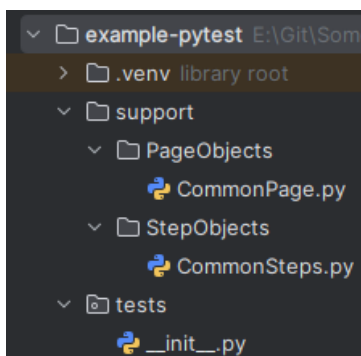 example-pytest E:\Git\Som
.venv library root
support
PageObjects
CommonPage.py
StepObjects
CommonSteps.py
tests
__init__.py